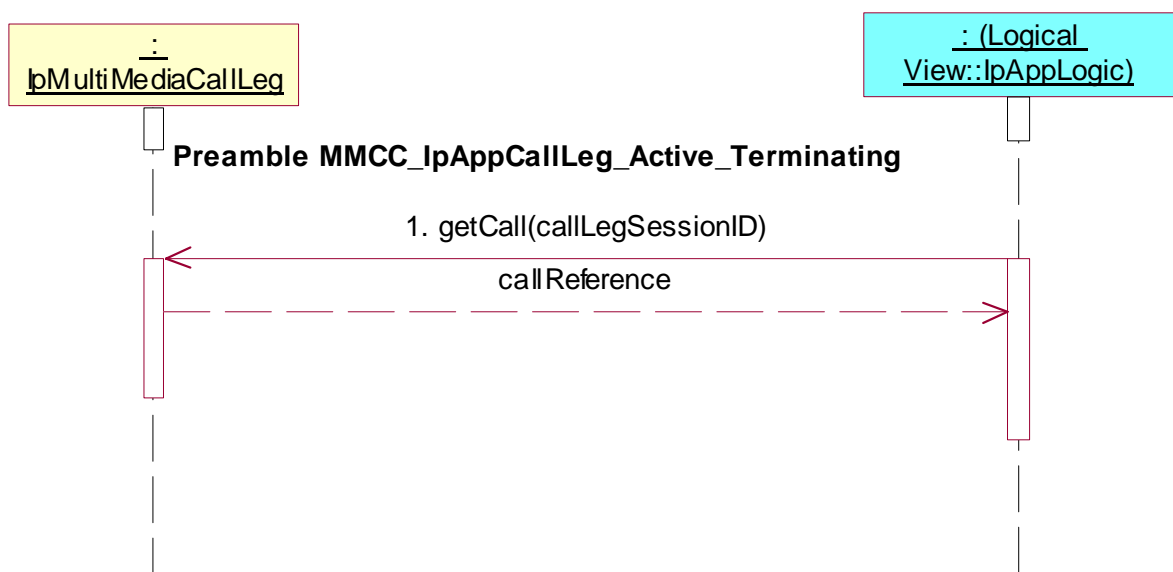 :
IpMultiMediaCallLeg
: (Logical
View::IpAppLogic)
Preamble MMCC_IpAppCallLeg_Active_Terminating
1. getCall(callLegSessionID)
callReference